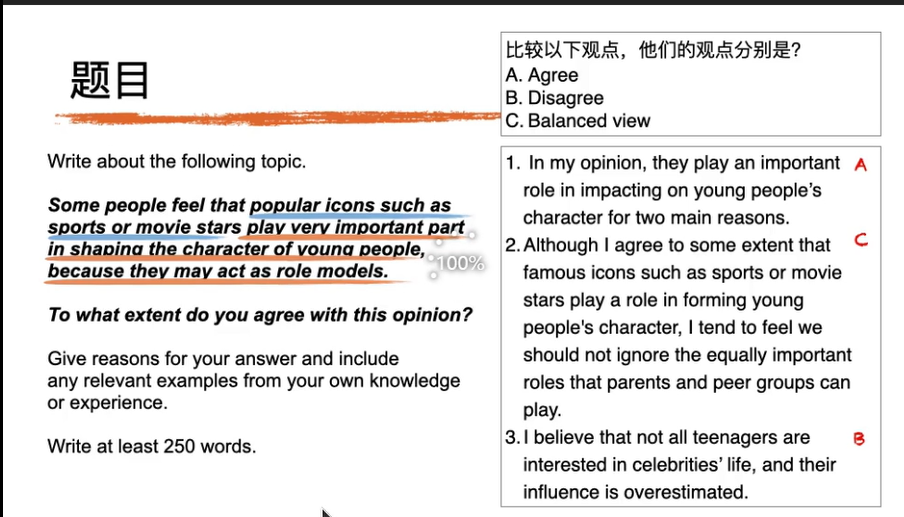 题目
Write about the following topic.
Some people feel that popular icons such as
sports or movie stars play very important part
in shaping the character of young people,
because they may act as role models.
To what extent do you agree with this opinion?
Give reasons for your answer and include
any relevant examples from your own knowledge
or experience.
Write at least 250 words.
100%
比较以下观点，他们的观点分别是?
A. Agree
B. Disagree
C. Balanced view
1. In my opinion, they play an important A
role in impacting on young people's
character for two main reasons.
2. Although I agree to some extent that C
famous icons such as sports or movie
stars play a role in forming young
people's character, I tend to feel we
should not ignore the equally important
roles that parents and peer groups can
play.
3. I believe that not all teenagers are B
interested in celebrities' life, and their
influence is overestimated.